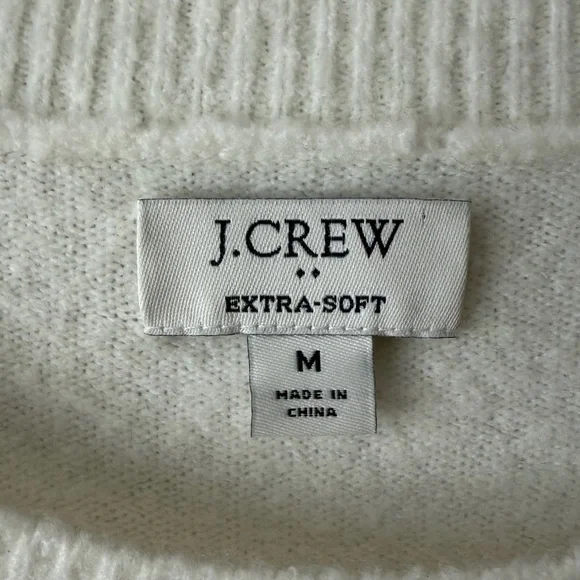 J.CREW
EXTRA-SOFT
M
MADE IN
CHINA